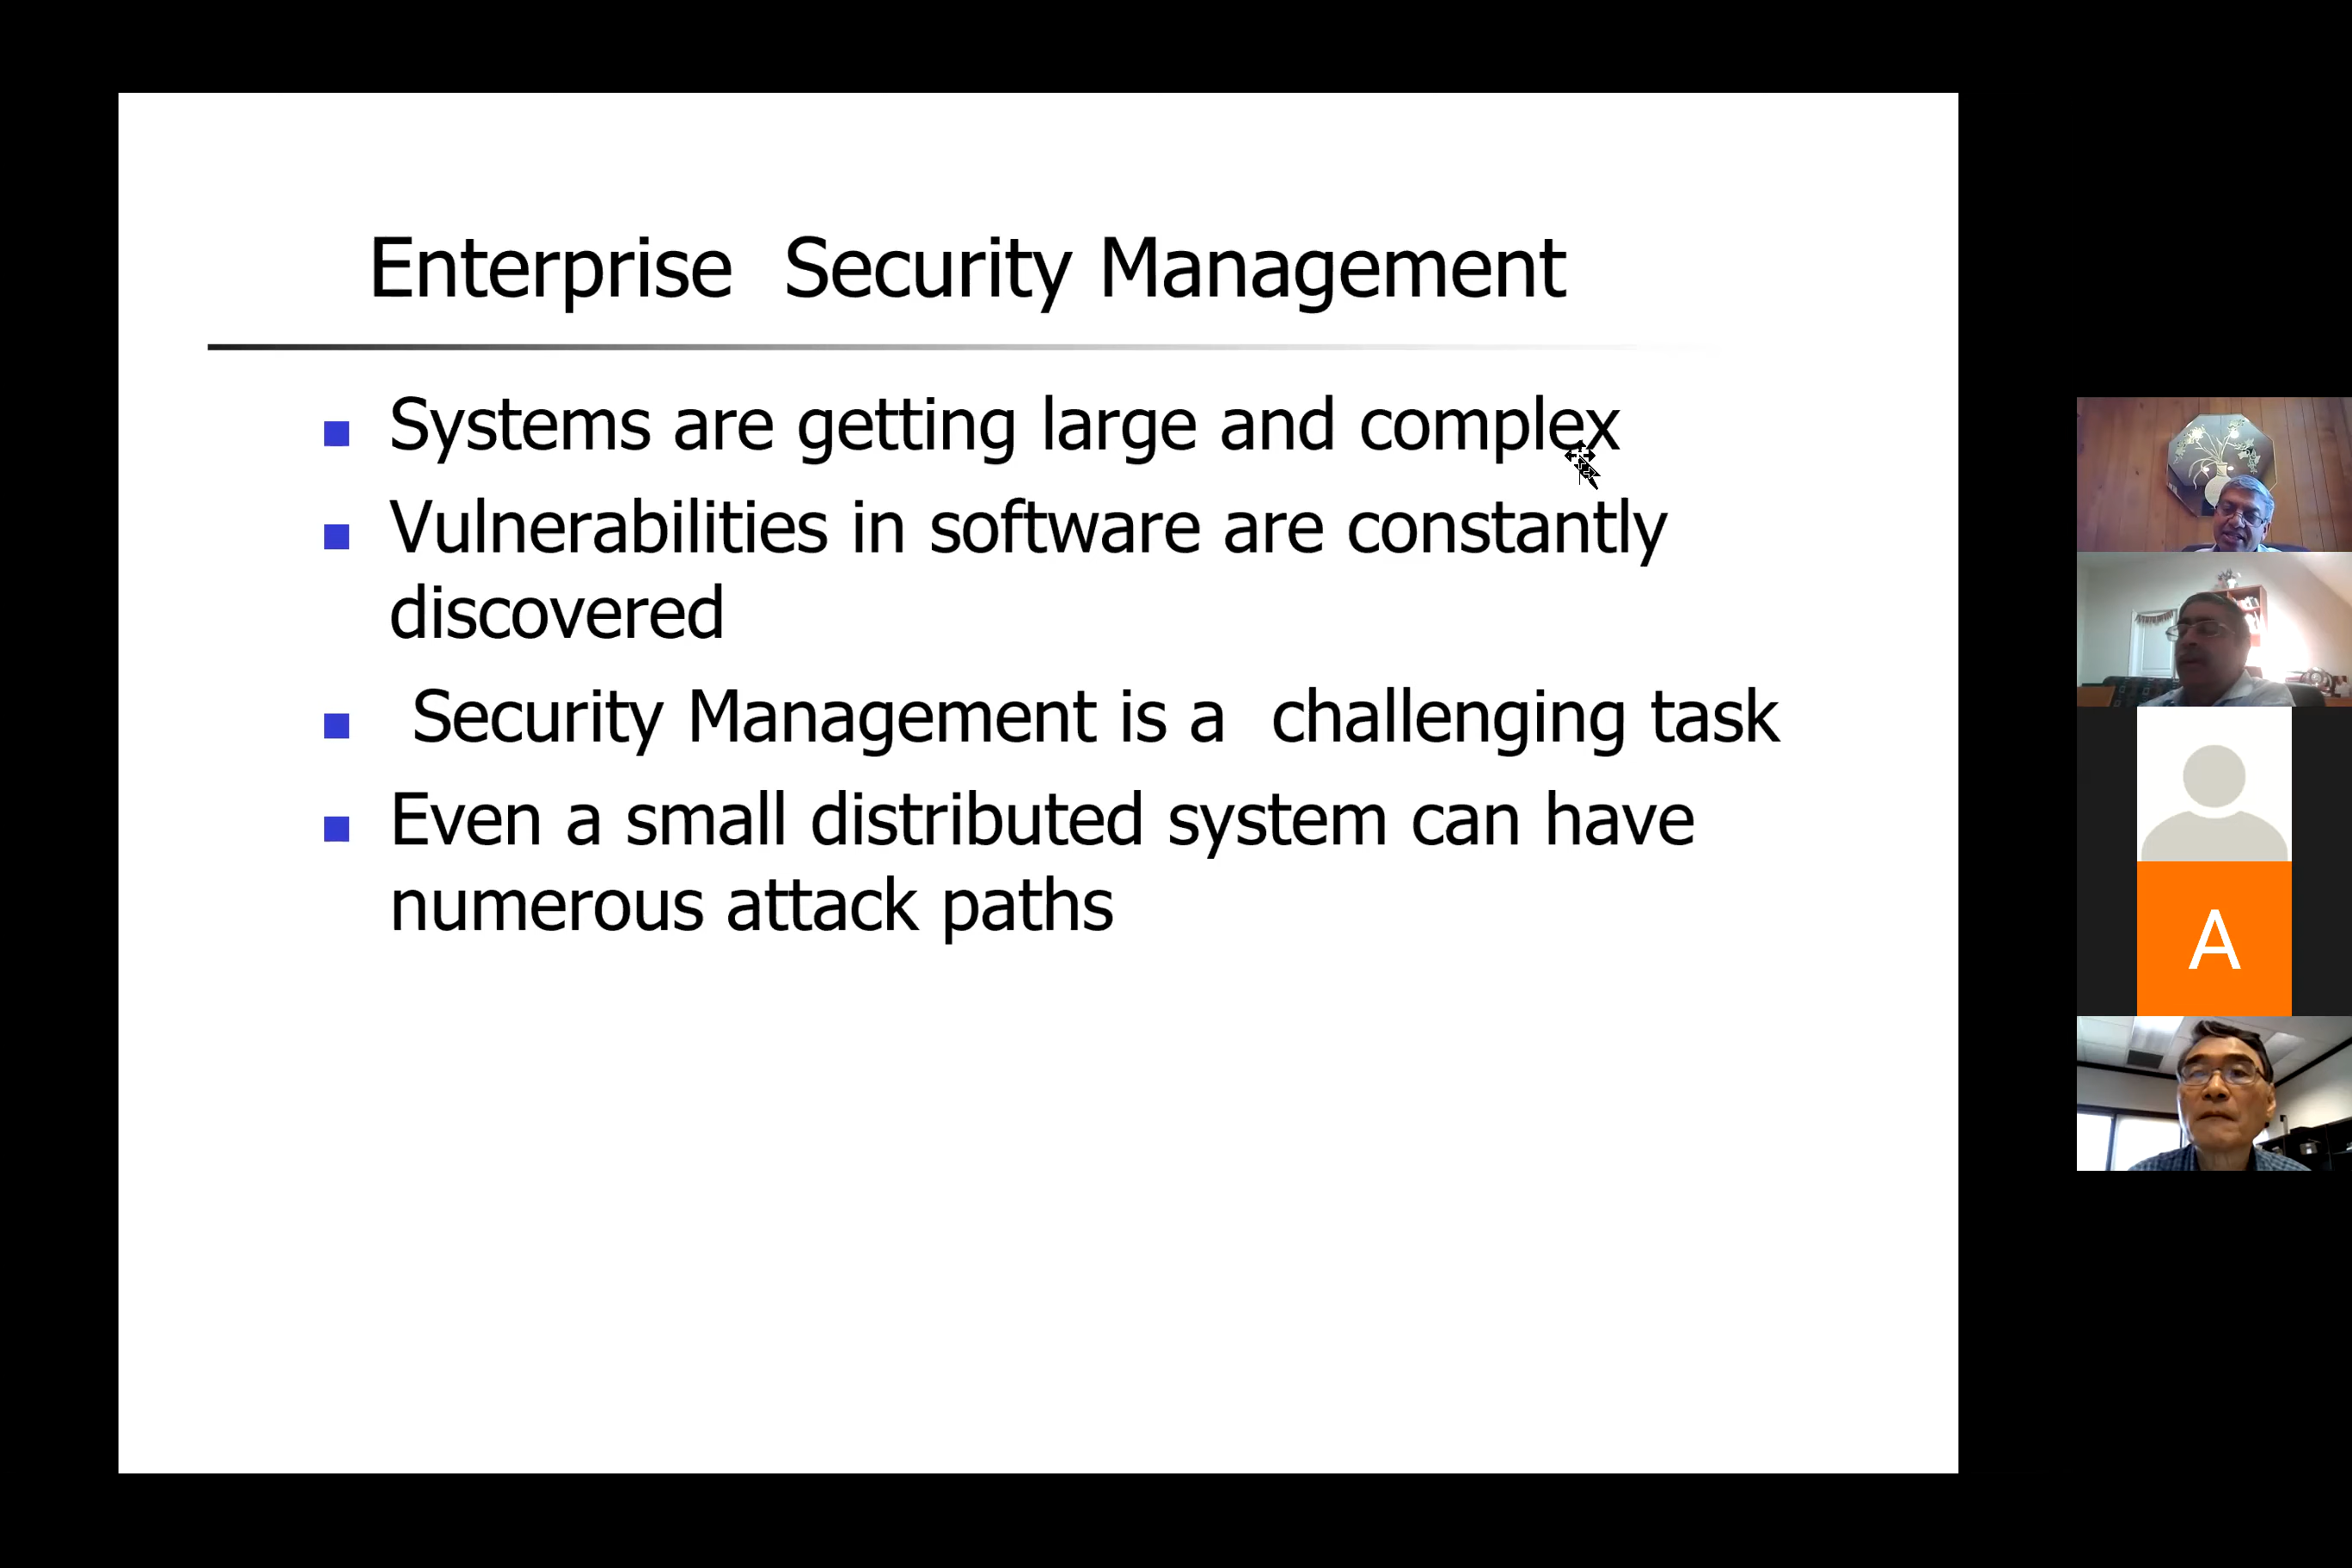 Enterprise  Security Management
Systems are getting large and complex
Vulnerabilities in software are constantly
discovered
Security Management is a  challenging task
Even a small distributed system can have
numerous attack paths
A